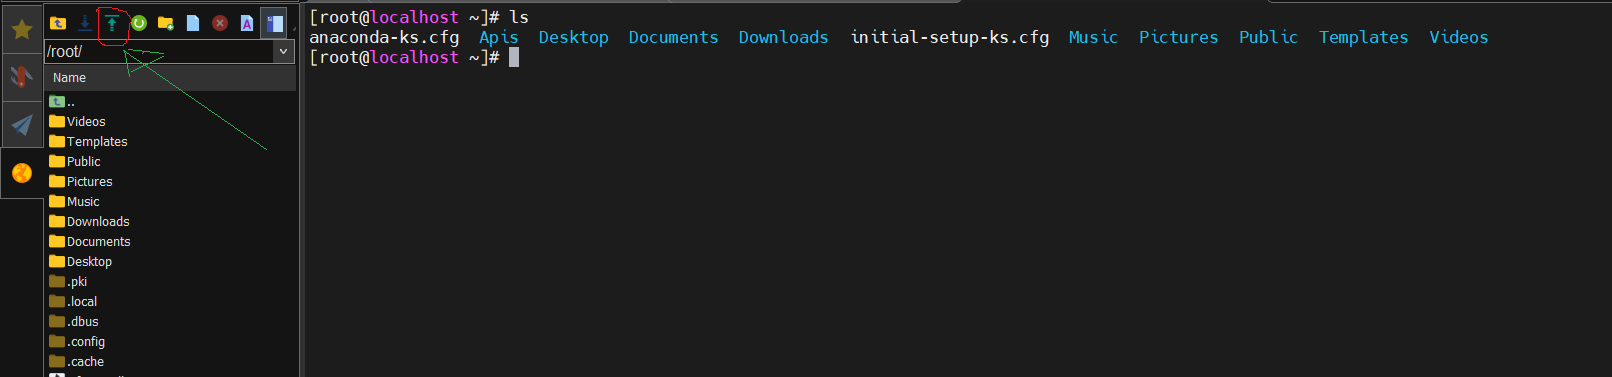 [root@localhost ~]# ls
anaconda-ks.cfg Apis Desktop Documents Downloads initial-setup-ks.cfg Music Pictures Public Templates Videos
[root@localhost ~]#
/root/
Name
..
Videos
Templates
Public
Pictures
Music
Downloads
Documents
Desktop
.pki
.local
.dbus
.config
.cache